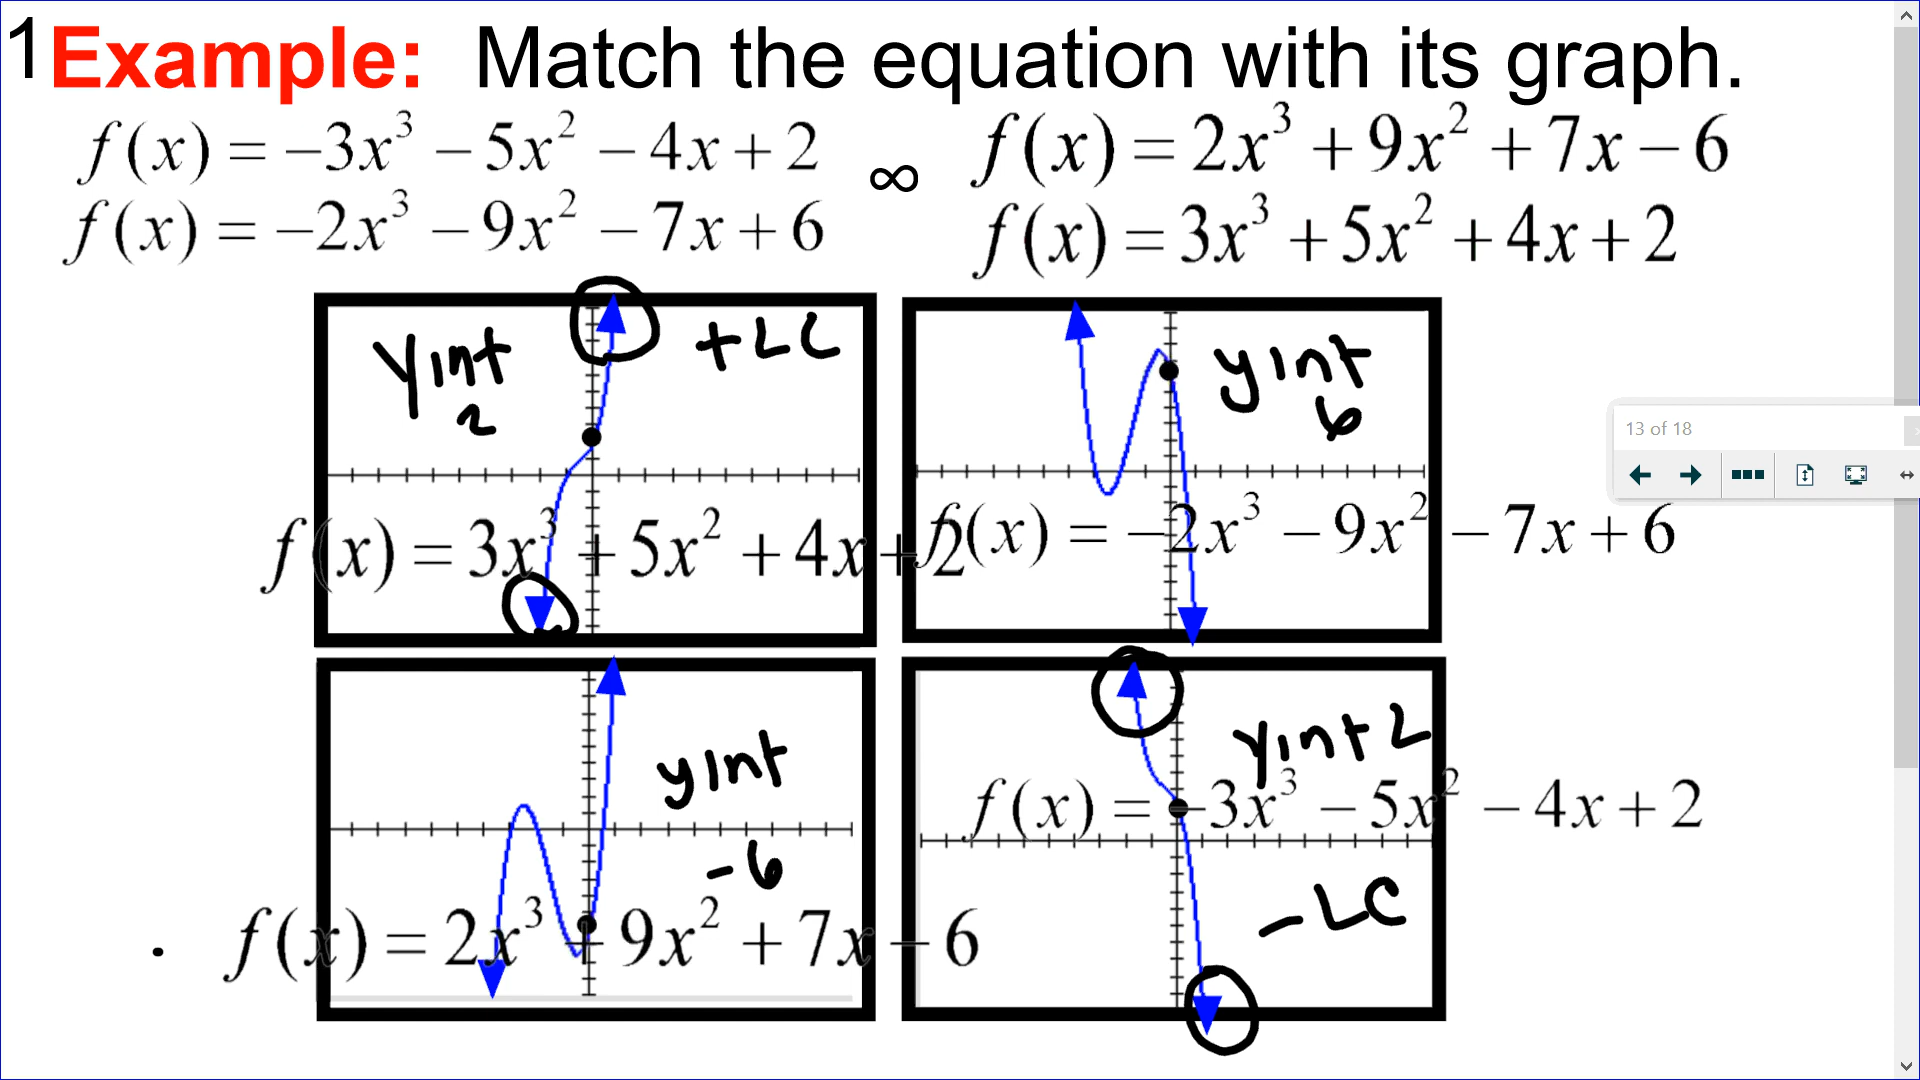 1 Example: Match the equation with its graph.
f(x) = −3x³ − 5x² − 4x + 2
∞
f(x) = 2x³ + 9x² + 7x − 6
f(x) = −2x³ − 9x² − 7x + 6
f(x) = 3x³ + 5x² + 4x + 2
yint
2
+LC
f(x) = 3x³ + 5x² + 4x + 2
yint
6
f(x) = −2x³ − 9x² − 7x + 6
13 of 18
yint
-6
f(x) = 2x³ + 9x² + 7x − 6
yint 2
f(x) = −3x³ − 5x² − 4x + 2
-LC